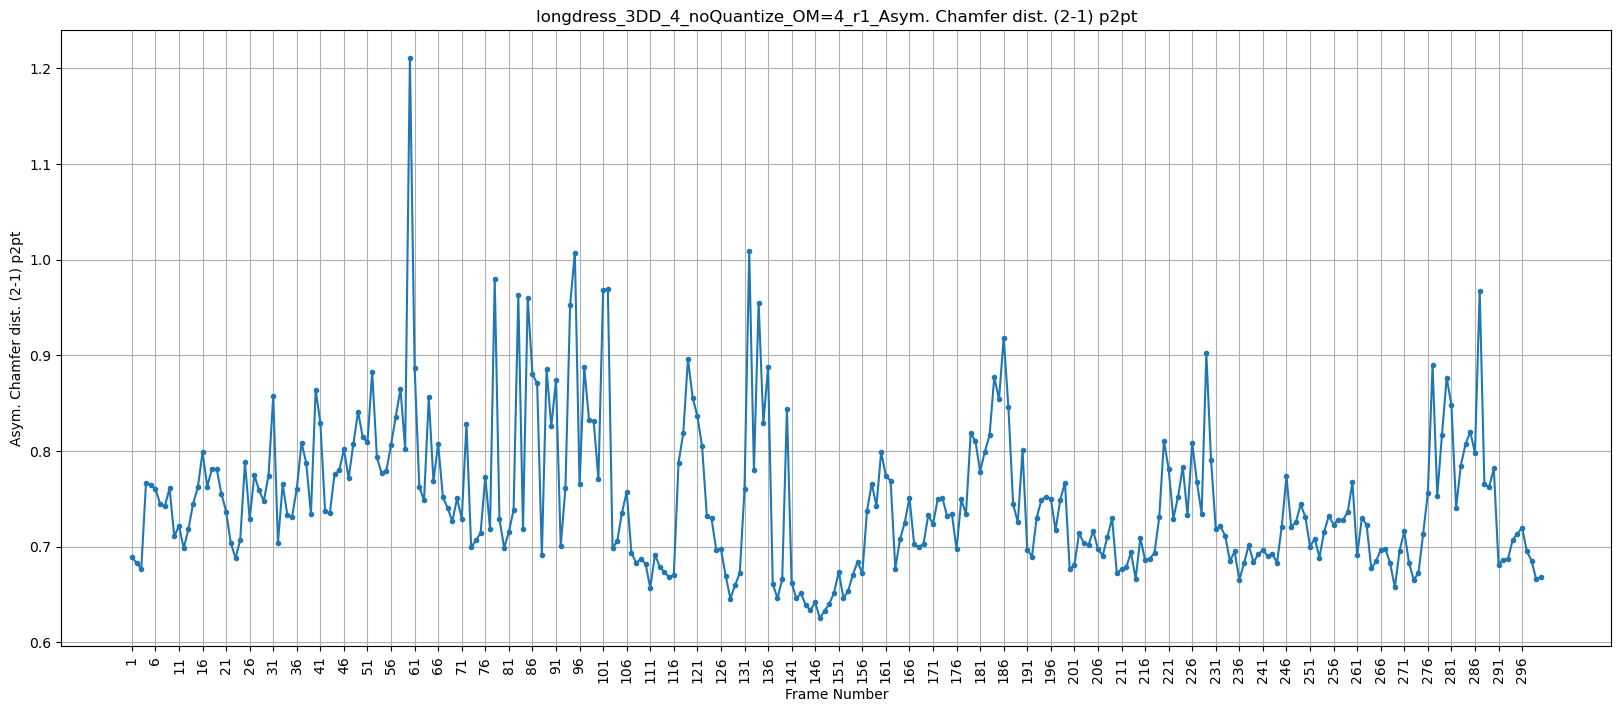 longdress_3DD_4_noQuantize_OM=4_r1_Asym. Chamfer dist. (2-1) p2pt
Asym. Chamfer dist. (2-1) p2pt
1.2
1.1
1.0
0.9
0.8
0.7
0.6
1 6 11 16 21 26 31 36 41 46 51 56 61 66 71 76 81 86 91 96 101 106 111 116 121 126 131 136 141 146 151 156 161 166 171 176 181 186 191 196 201 206 211 216 221 226 231 236 241 246 251 256 261 266 271 276 281 286 291 296
Frame Number